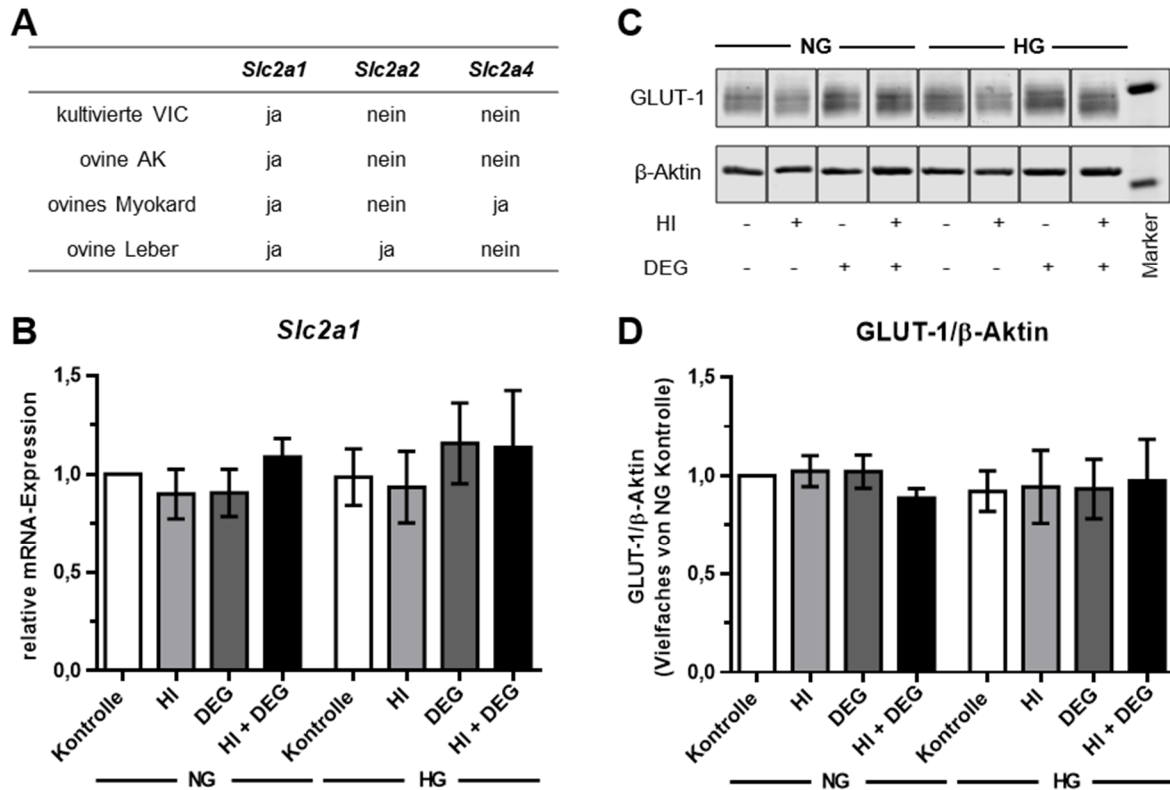 A
Slc2a1 Slc2a2 Slc2a4
kultivierte VIC ja nein nein
ovine AK ja nein nein
ovines Myokard ja nein ja
ovine Leber ja ja nein
B
Slc2a1
relative mRNA-Expression
1,5
1,0
0,5
0,0
Kontrolle HI DEG HI + DEG Kontrolle HI DEG HI + DEG
NG HG
C
NG HG
GLUT-1
β-Aktin
HI - + - + - + - +
DEG - - + + - - + +
Marker
D
GLUT-1/β-Aktin
GLUT-1/β-Aktin
(Vielfaches von NG Kontrolle)
1,5
1,0
0,5
0,0
Kontrolle HI DEG HI + DEG Kontrolle HI DEG HI + DEG
NG HG